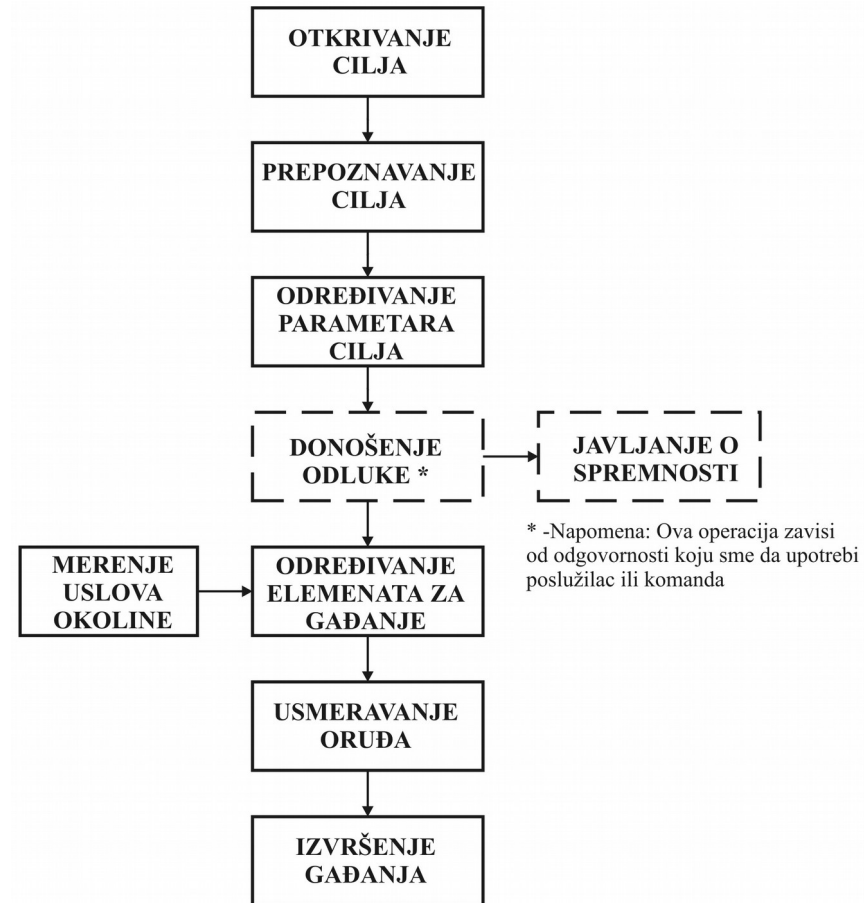 OTKRIVANJE
CILJA
PREPOZNAVANJE
CILJA
ODREĐIVANJE
PARAMETARA
CILJA
DONOŠENJE
ODLUKE *
JAVLJANJE O
SPREMNOSTI
* -Napomena: Ova operacija zavisi
od odgovornosti koju sme da upotrebi
poslužilac ili komanda
MERENJE
USLOVA
OKOLINE
ODREĐIVANJE
ELEMENATA ZA
GAĐANJE
USMERAVANJE
ORUĐA
IZVRŠENJE
GAĐANJA